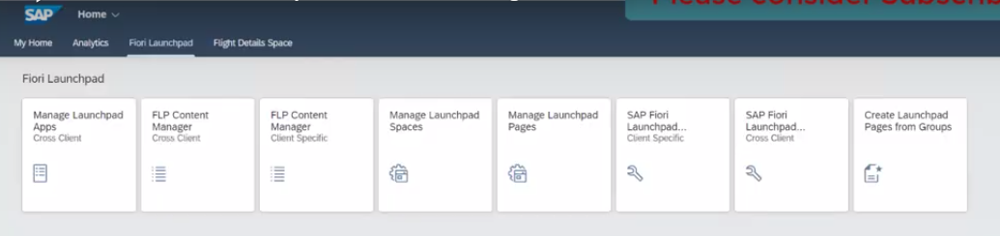 SAP Home
Please Consider Subscrib
My Home Analytics Fiori Launchpad Flight Details Space
Fiori Launchpad
Manage Launchpad
Apps
Cross Client
FLP Content
Manager
Cross Client
FLP Content
Manager
Client Specific
Manage Launchpad
Spaces
Manage Launchpad
Pages
SAP Fiori
Launchpad...
Client Specific
SAP Fiori
Launchpad...
Cross Client
Create Launchpad
Pages from Groups